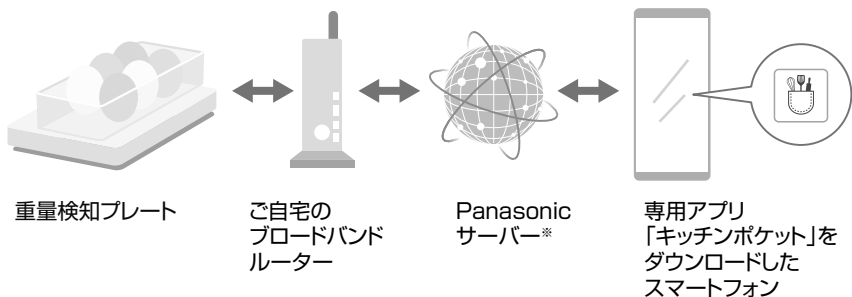 重量検知プレート
ご自宅の
ブロードバンド
ルーター
Panasonic
サーバー※
専用アプリ
「キッチンポケット」を
ダウンロードした
スマートフォン